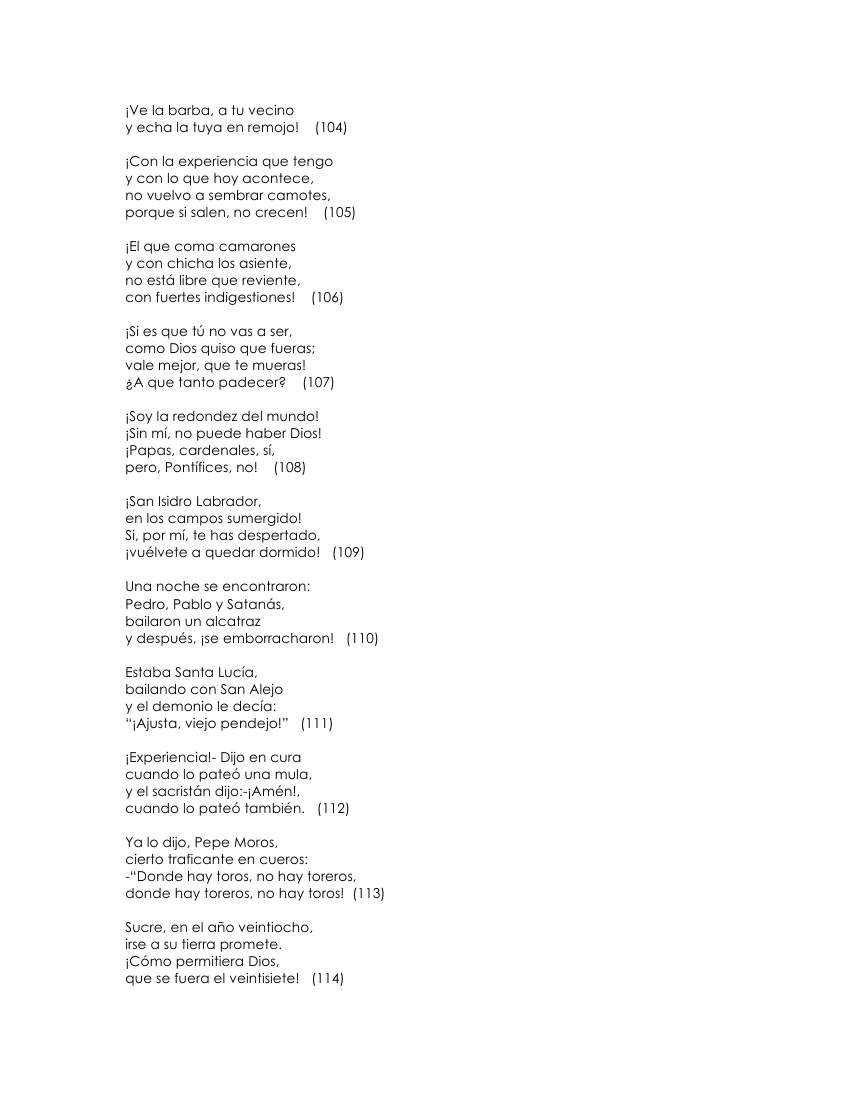 ¡Ve la barba, a tu vecino
y echa la tuya en remojo! (104)
¡Con la experiencia que tengo
y con lo que hoy acontece,
no vuelvo a sembrar camotes,
porque si salen, no crecen! (105)
¡El que coma camarones
y con chicha los asiente,
no está libre que reviente,
con fuertes indigestiones! (106)
¡Si es que tú no vas a ser,
como Dios quiso que fueras;
vale mejor, que te mueras!
¿A que tanto padecer? (107)
¡Soy la redondez del mundo!
¡Sin mí, no puede haber Dios!
¡Papas, cardenales, sí,
pero, Pontífices, no! (108)
¡San Isidro Labrador,
en los campos sumergido!
Si, por mí, te has despertado,
¡vuélvete a quedar dormido! (109)
Una noche se encontraron:
Pedro, Pablo y Satanás,
bailaron un alcatraz
y después, ¡se emborracharon! (110)
Estaba Santa Lucía,
bailando con San Alejo
y el demonio le decía:
“¡Ajusta, viejo pendejo!” (111)
¡Experiencia!- Dijo en cura
cuando lo pateó una mula,
y el sacristán dijo:-¡Amén!,
cuando lo pateó también. (112)
Ya lo dijo, Pepe Moros,
cierto traficante en cueros:
-“Donde hay toros, no hay toreros,
donde hay toreros, no hay toros! (113)
Sucre, en el año veintiocho,
irse a su tierra promete.
¡Cómo permitiera Dios,
que se fuera el veintisiete! (114)